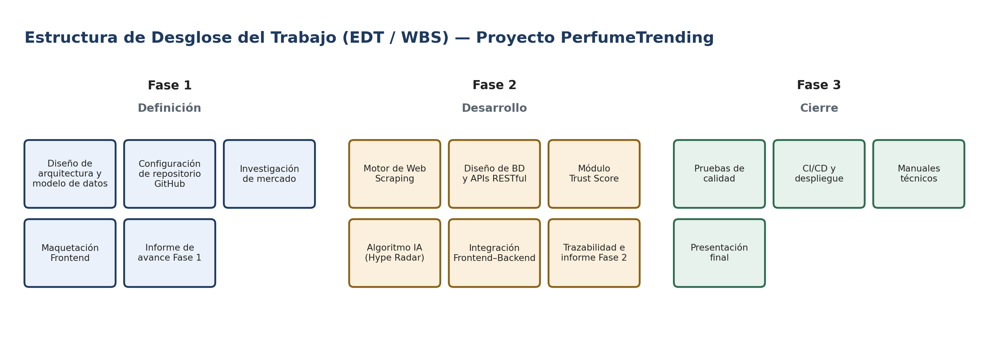 Estructura de Desglose del Trabajo (EDT / WBS) — Proyecto PerfumeTrending
Fase 1
Definición
Diseño de
arquitectura y
modelo de datos
Configuración
de repositorio
GitHub
Investigación
de mercado
Maquetación
Frontend
Informe de
avance Fase 1
Fase 2
Desarrollo
Motor de Web
Scraping
Diseño de BD
y APIs RESTful
Módulo
Trust Score
Algoritmo IA
(Hype Radar)
Integración
Frontend–Backend
Trazabilidad e
informe Fase 2
Fase 3
Cierre
Pruebas de
calidad
CI/CD y
despliegue
Manuales
técnicos
Presentación
final